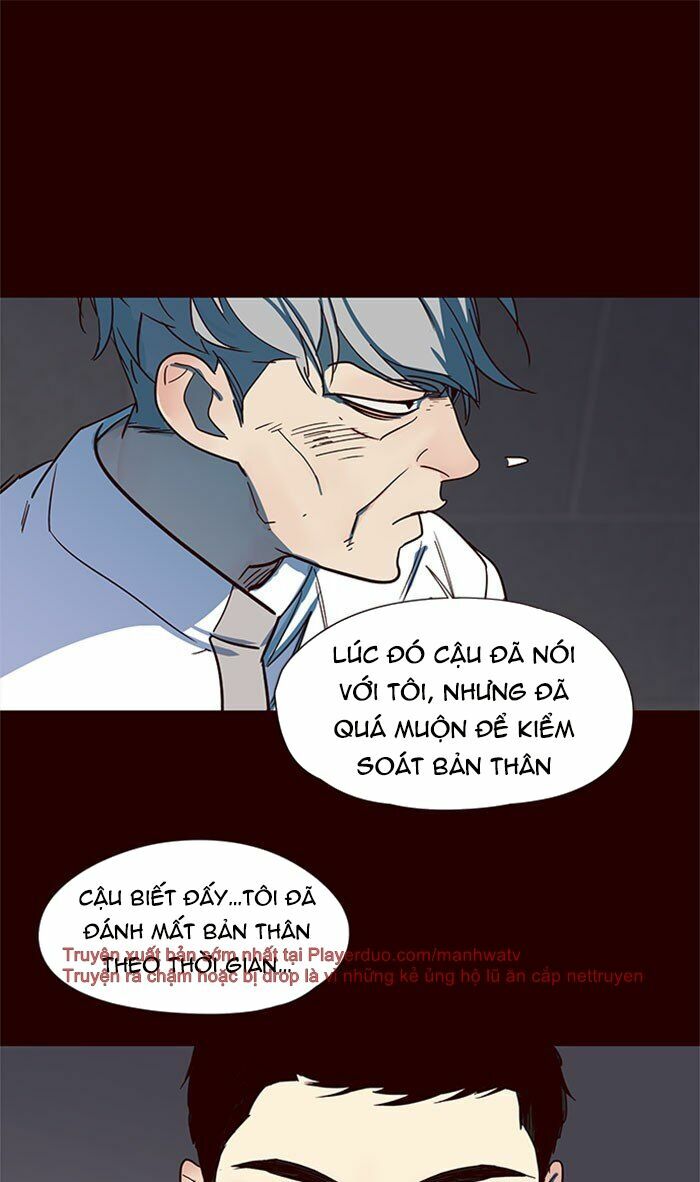 LÚC ĐÓ CẬU ĐÃ NÓI
VỚI TÔI, NHƯNG ĐÃ
QUÁ MUỘN ĐỂ KIỂM
SOÁT BẢN THÂN
CẬU BIẾT ĐẤY...TÔI ĐÃ
ĐÁNH MẤT BẢN THÂN
Truyện xuất bản sớm nhất tại Playerduo.com/manhwatv
THEO THỜI GIAN...
Truyện ra chậm hoặc bị drop là vì những kẻ ủng hộ lũ ăn cắp nettruyen